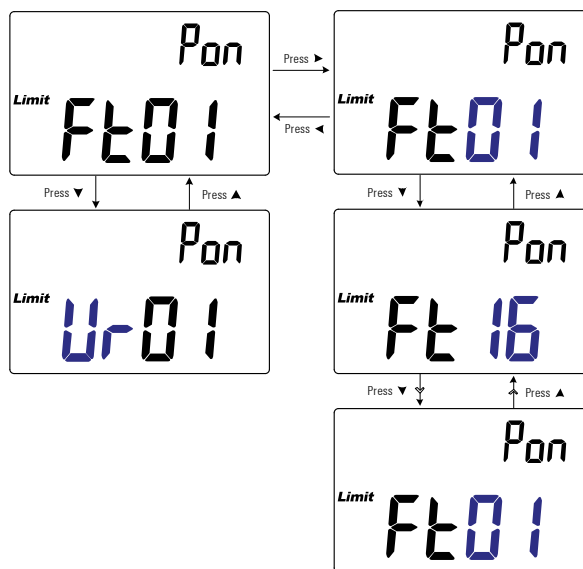 Pon
Limit Ft01
Press ►
Press ◄
Pon
Limit Ft01
Press ▼
Press ▲
Press ▼
Press ▲
Pon
Limit Ur01
Pon
Limit Ft 16
Press ▼
Press ▲
Pon
Limit Ft01